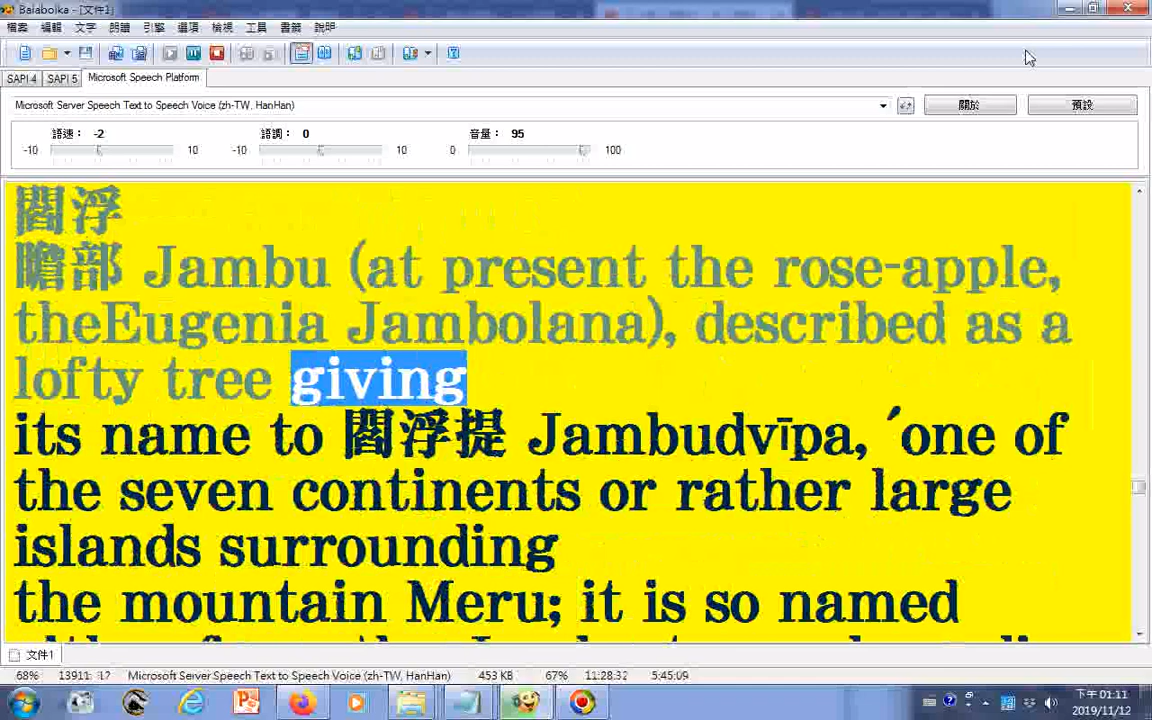 Balabolka - [文件1]
檔案 編輯 文字 朗讀 引擎 選項 檢視 工具 書籤 說明
SAPI 4 SAPI 5 Microsoft Speech Platform
Microsoft Server Speech Text to Speech Voice (zh-TW, HanHan) 關於 預設
語速： -2 語調： 0 音量： 95
-10 10 -10 10 0 100
閻浮
瞻部 Jambu (at present the rose-apple,
theEugenia Jambolana), described as a
lofty tree giving
its name to 閻浮提 Jambudvīpa, ´one of
the seven continents or rather large
islands surrounding
the mountain Meru; it is so named
文件1
68% Microsoft Server Speech Text to Speech Voice (zh-TW, HanHan) 453 KB 67% 11:28:32 5:45:09
下午 01:11
2019/11/12